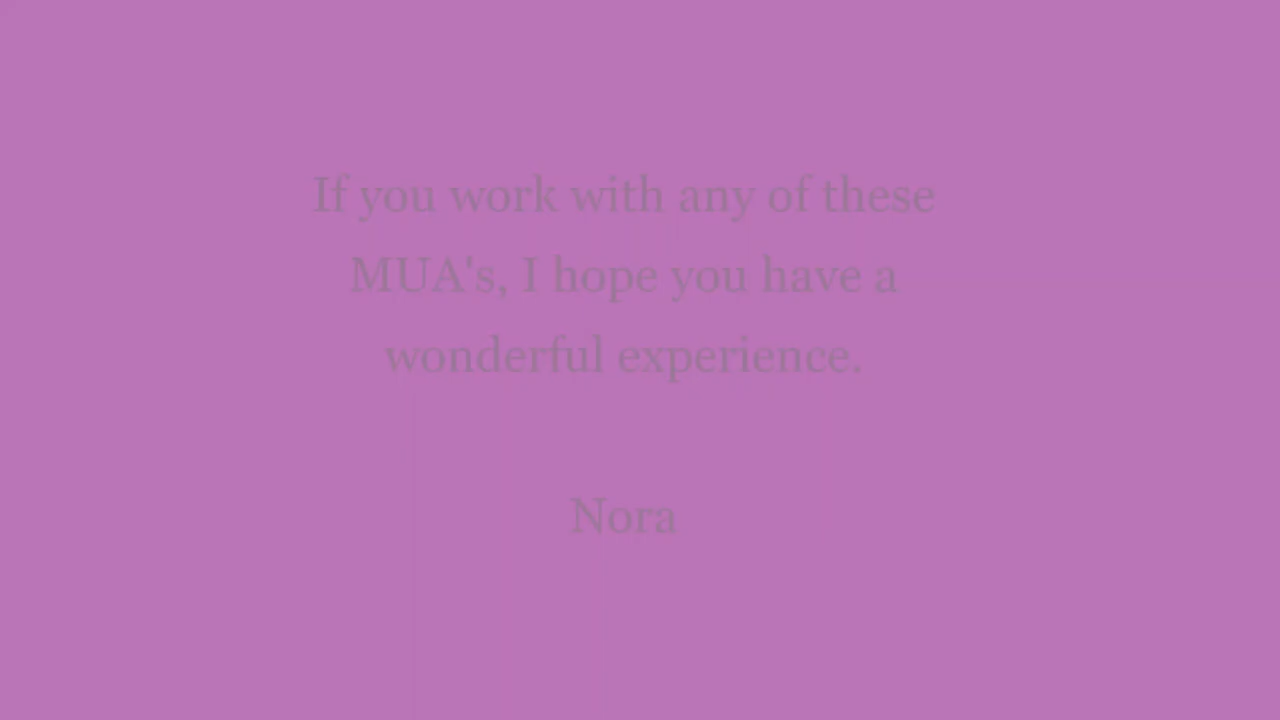 If you work with any of these
MUA's, I hope you have a
wonderful experience.
Nora